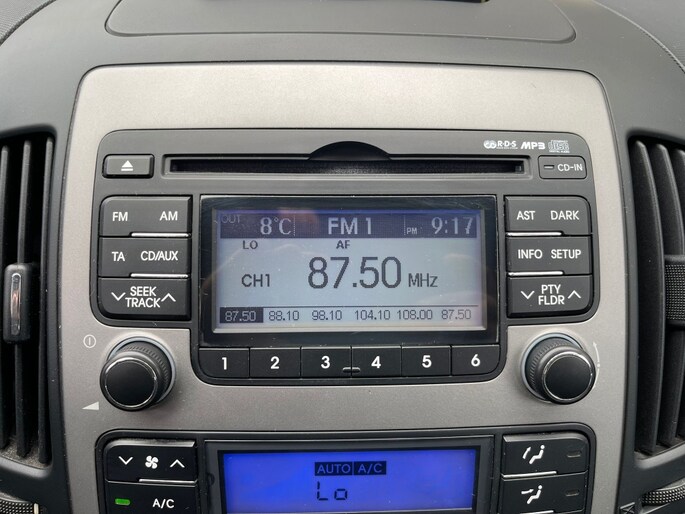 R·D·S MP3
CD-IN
FM AM
TA CD/AUX
SEEK
TRACK
OUT 8°C FM 1 PM 9:17
LO AF
CH1 87.50 MHz
87.50 88.10 98.10 104.10 108.00 87.50
AST DARK
INFO SETUP
PTY
FLDR
1 2 3 4 5 6
AUTO A/C
Lo
A/C